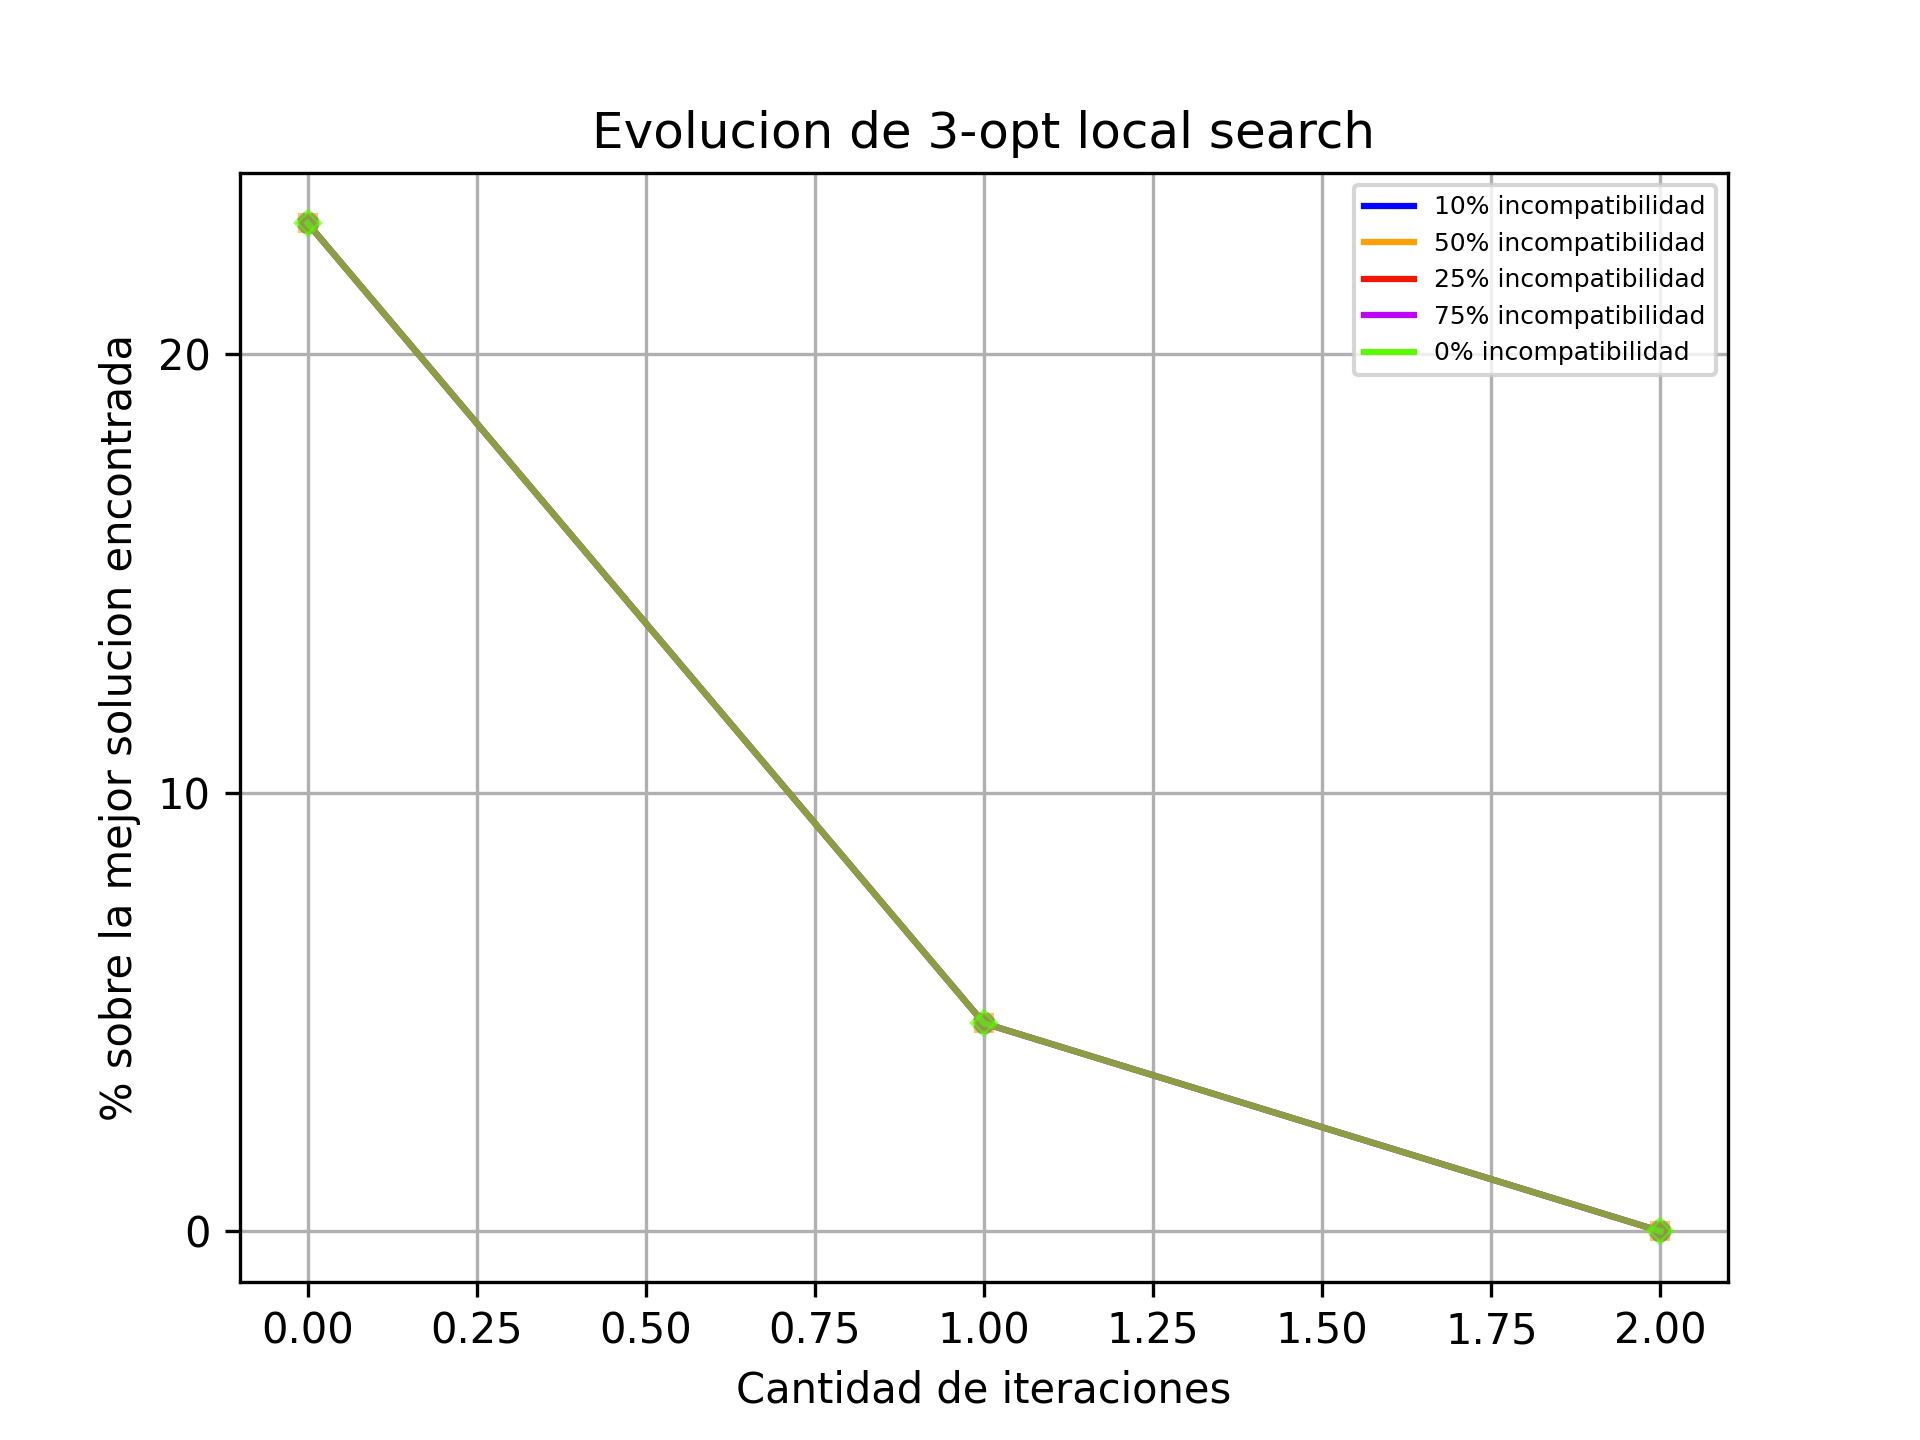 Evolucion de 3-opt local search
10% incompatibilidad
50% incompatibilidad
25% incompatibilidad
75% incompatibilidad
0% incompatibilidad
% sobre la mejor solucion encontrada
20
10
0
0.00 0.25 0.50 0.75 1.00 1.25 1.50 1.75 2.00
Cantidad de iteraciones